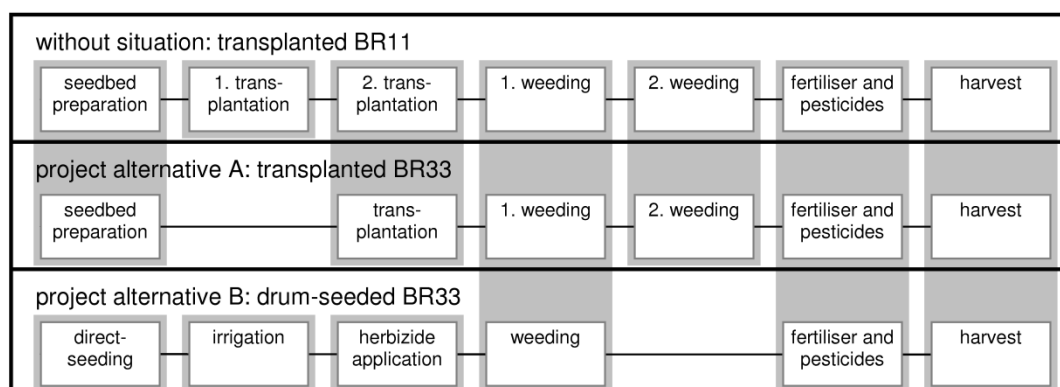 without situation: transplanted BR11
seedbed
preparation
1. trans-
plantation
2. trans-
plantation
1. weeding
2. weeding
fertiliser and
pesticides
harvest
project alternative A: transplanted BR33
seedbed
preparation
trans-
plantation
1. weeding
2. weeding
fertiliser and
pesticides
harvest
project alternative B: drum-seeded BR33
direct-
seeding
irrigation
herbizide
application
weeding
fertiliser and
pesticides
harvest